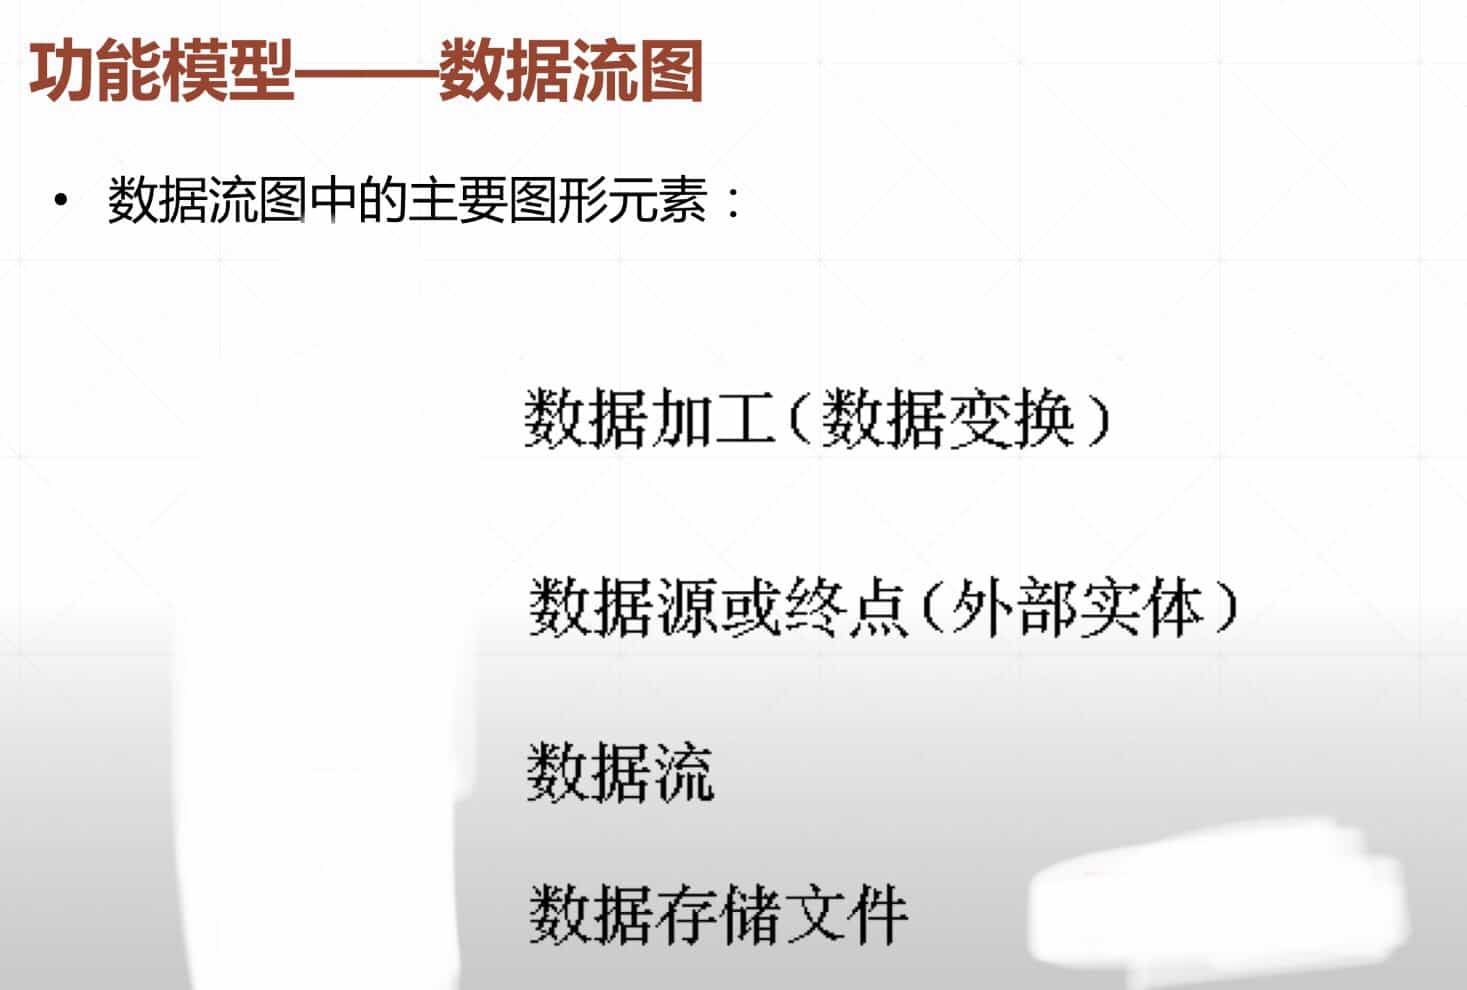 功能模型——数据流图
• 数据流图中的主要图形元素：
数据加工（数据变换）
数据源或终点（外部实体）
数据流
数据存储文件